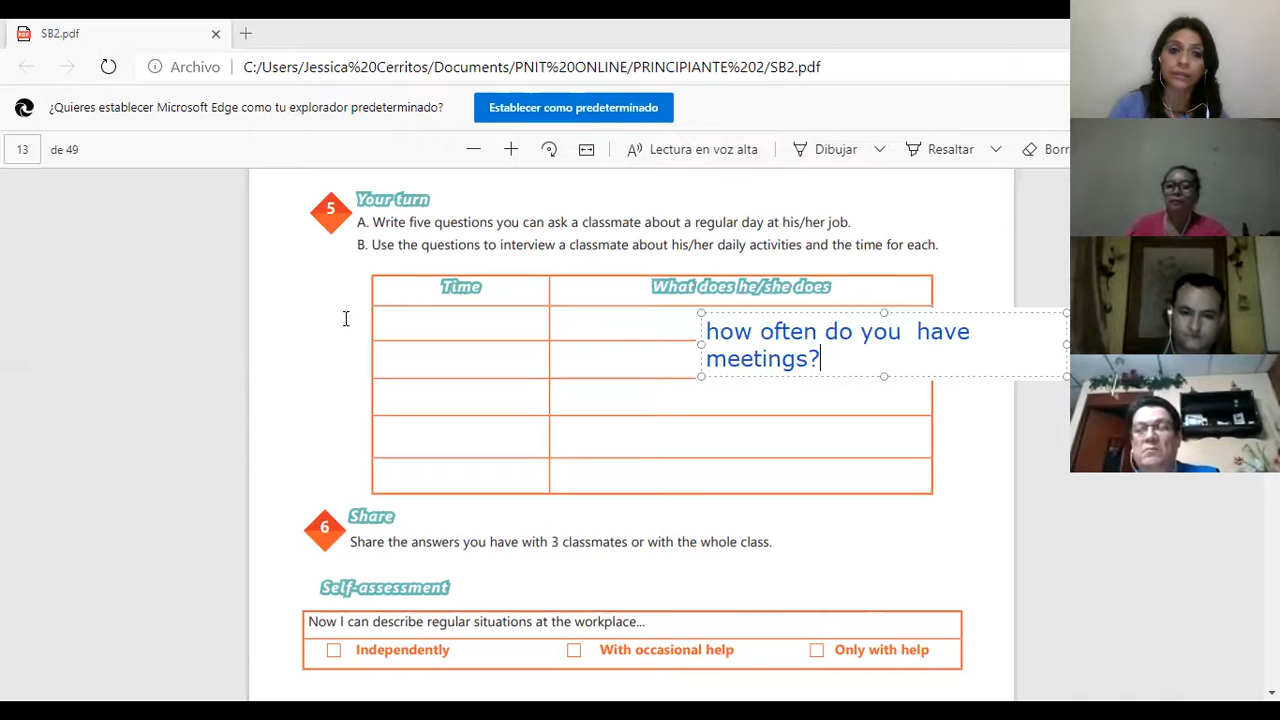 SB2.pdf
Archivo
C:/Users/Jessica%20Cerritos/Documents/PNIT%20ONLINE/PRINCIPIANTE%202/SB2.pdf
¿Quieres establecer Microsoft Edge como tu explorador predeterminado?
Establecer como predeterminado
13 de 49
Lectura en voz alta
Dibujar
Resaltar
Borr
5
Your turn
A. Write five questions you can ask a classmate about a regular day at his/her job.
B. Use the questions to interview a classmate about his/her daily activities and the time for each.
Time
What does he/she does
how often do you  have
meetings?
6
Share
Share the answers you have with 3 classmates or with the whole class.
Self-assessment
Now I can describe regular situations at the workplace...
Independently
With occasional help
Only with help